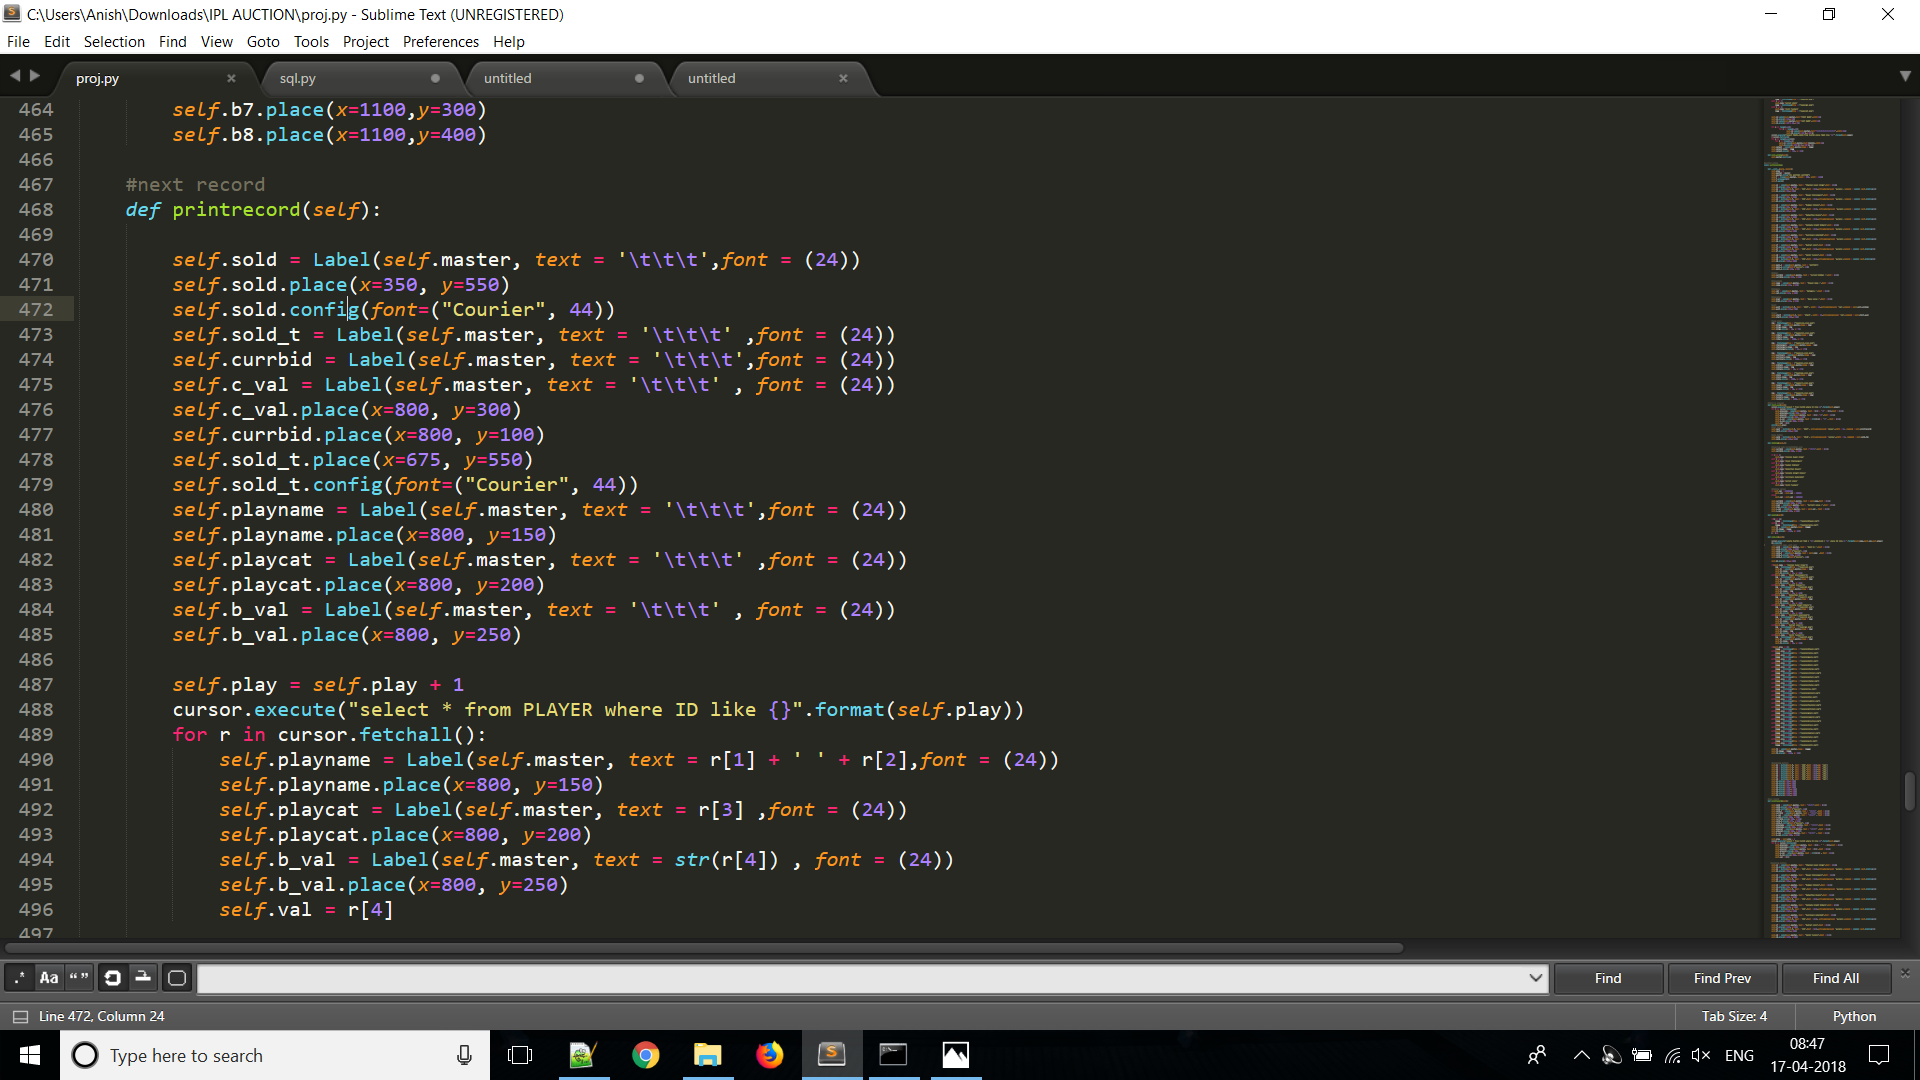 C:\Users\Anish\Downloads\IPL AUCTION\proj.py - Sublime Text (UNREGISTERED)
File Edit Selection Find View Goto Tools Project Preferences Help
proj.py sql.py untitled untitled
464 self.b7.place(x=1100,y=300)
465 self.b8.place(x=1100,y=400)
466
467 #next record
468 def printrecord(self):
469
470 self.sold = Label(self.master, text = '\t\t\t',font = (24))
471 self.sold.place(x=350, y=550)
472 self.sold.config(font=("Courier", 44))
473 self.sold_t = Label(self.master, text = '\t\t\t' ,font = (24))
474 self.currbid = Label(self.master, text = '\t\t\t',font = (24))
475 self.c_val = Label(self.master, text = '\t\t\t' , font = (24))
476 self.c_val.place(x=800, y=300)
477 self.currbid.place(x=800, y=100)
478 self.sold_t.place(x=675, y=550)
479 self.sold_t.config(font=("Courier", 44))
480 self.playname = Label(self.master, text = '\t\t\t',font = (24))
481 self.playname.place(x=800, y=150)
482 self.playcat = Label(self.master, text = '\t\t\t' ,font = (24))
483 self.playcat.place(x=800, y=200)
484 self.b_val = Label(self.master, text = '\t\t\t' , font = (24))
485 self.b_val.place(x=800, y=250)
486
487 self.play = self.play + 1
488 cursor.execute("select * from PLAYER where ID like {}".format(self.play))
489 for r in cursor.fetchall():
490 self.playname = Label(self.master, text = r[1] + ' ' + r[2],font = (24))
491 self.playname.place(x=800, y=150)
492 self.playcat = Label(self.master, text = r[3] ,font = (24))
493 self.playcat.place(x=800, y=200)
494 self.b_val = Label(self.master, text = str(r[4]) , font = (24))
495 self.b_val.place(x=800, y=250)
496 self.val = r[4]
497
.* Aa “ ” Find Find Prev Find All
Line 472, Column 24 Tab Size: 4 Python
Type here to search ENG 08:47
17-04-2018